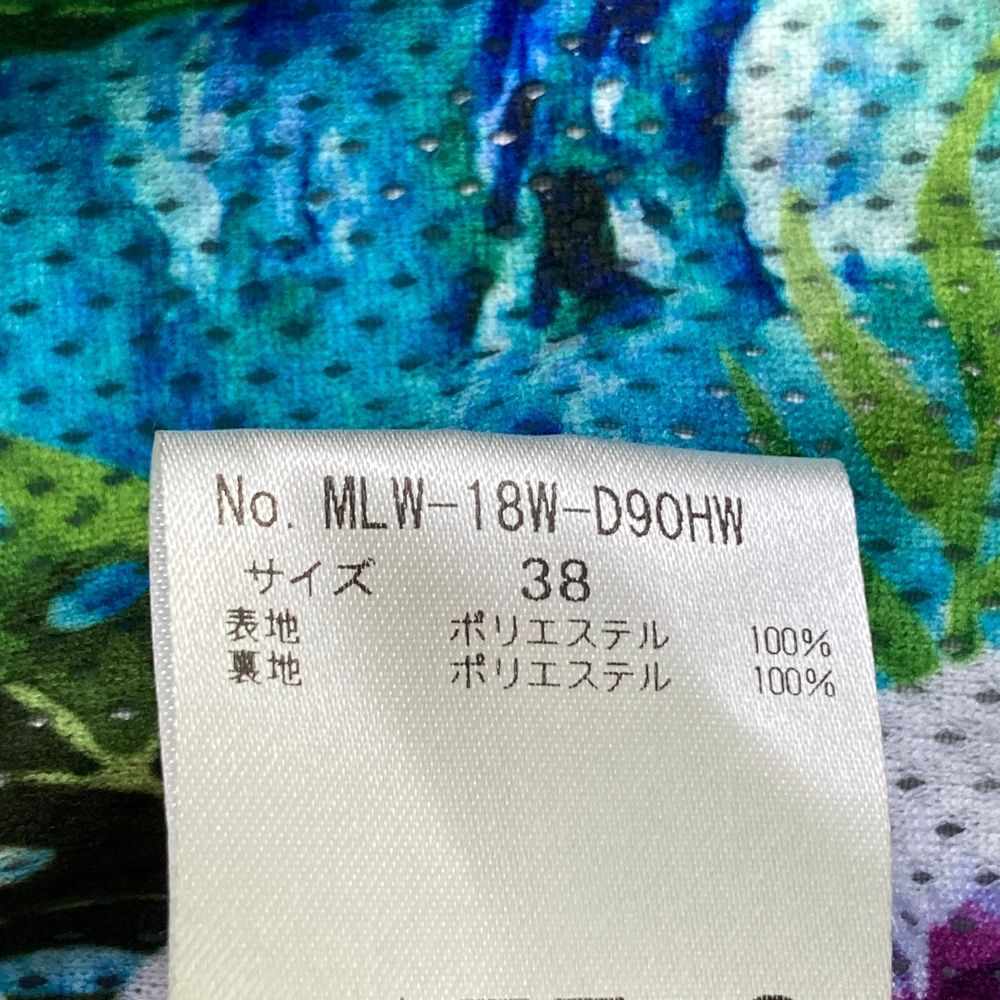 No. MLW-18W-D90HW
サイズ 38
表地 ポリエステル 100%
裏地 ポリエステル 100%